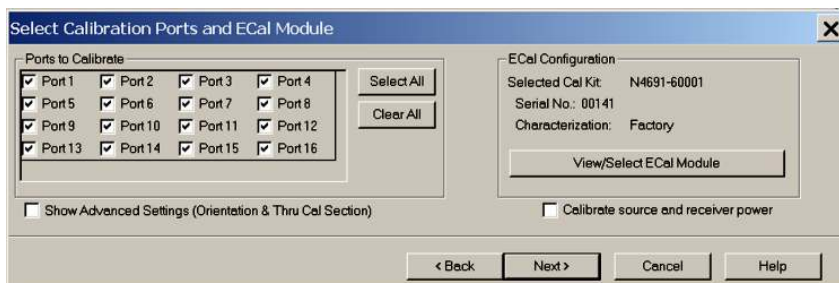 Select Calibration Ports and ECal Module
Ports to Calibrate
Port 1 Port 2 Port 3 Port 4
Port 5 Port 6 Port 7 Port 8
Port 9 Port 10 Port 11 Port 12
Port 13 Port 14 Port 15 Port 16
Select All
Clear All
Show Advanced Settings (Orientation & Thru Cal Section)
ECal Configuration
Selected Cal Kit: N4691-60001
Serial No.: 00141
Characterization: Factory
View/Select ECal Module
Calibrate source and receiver power
< Back Next > Cancel Help